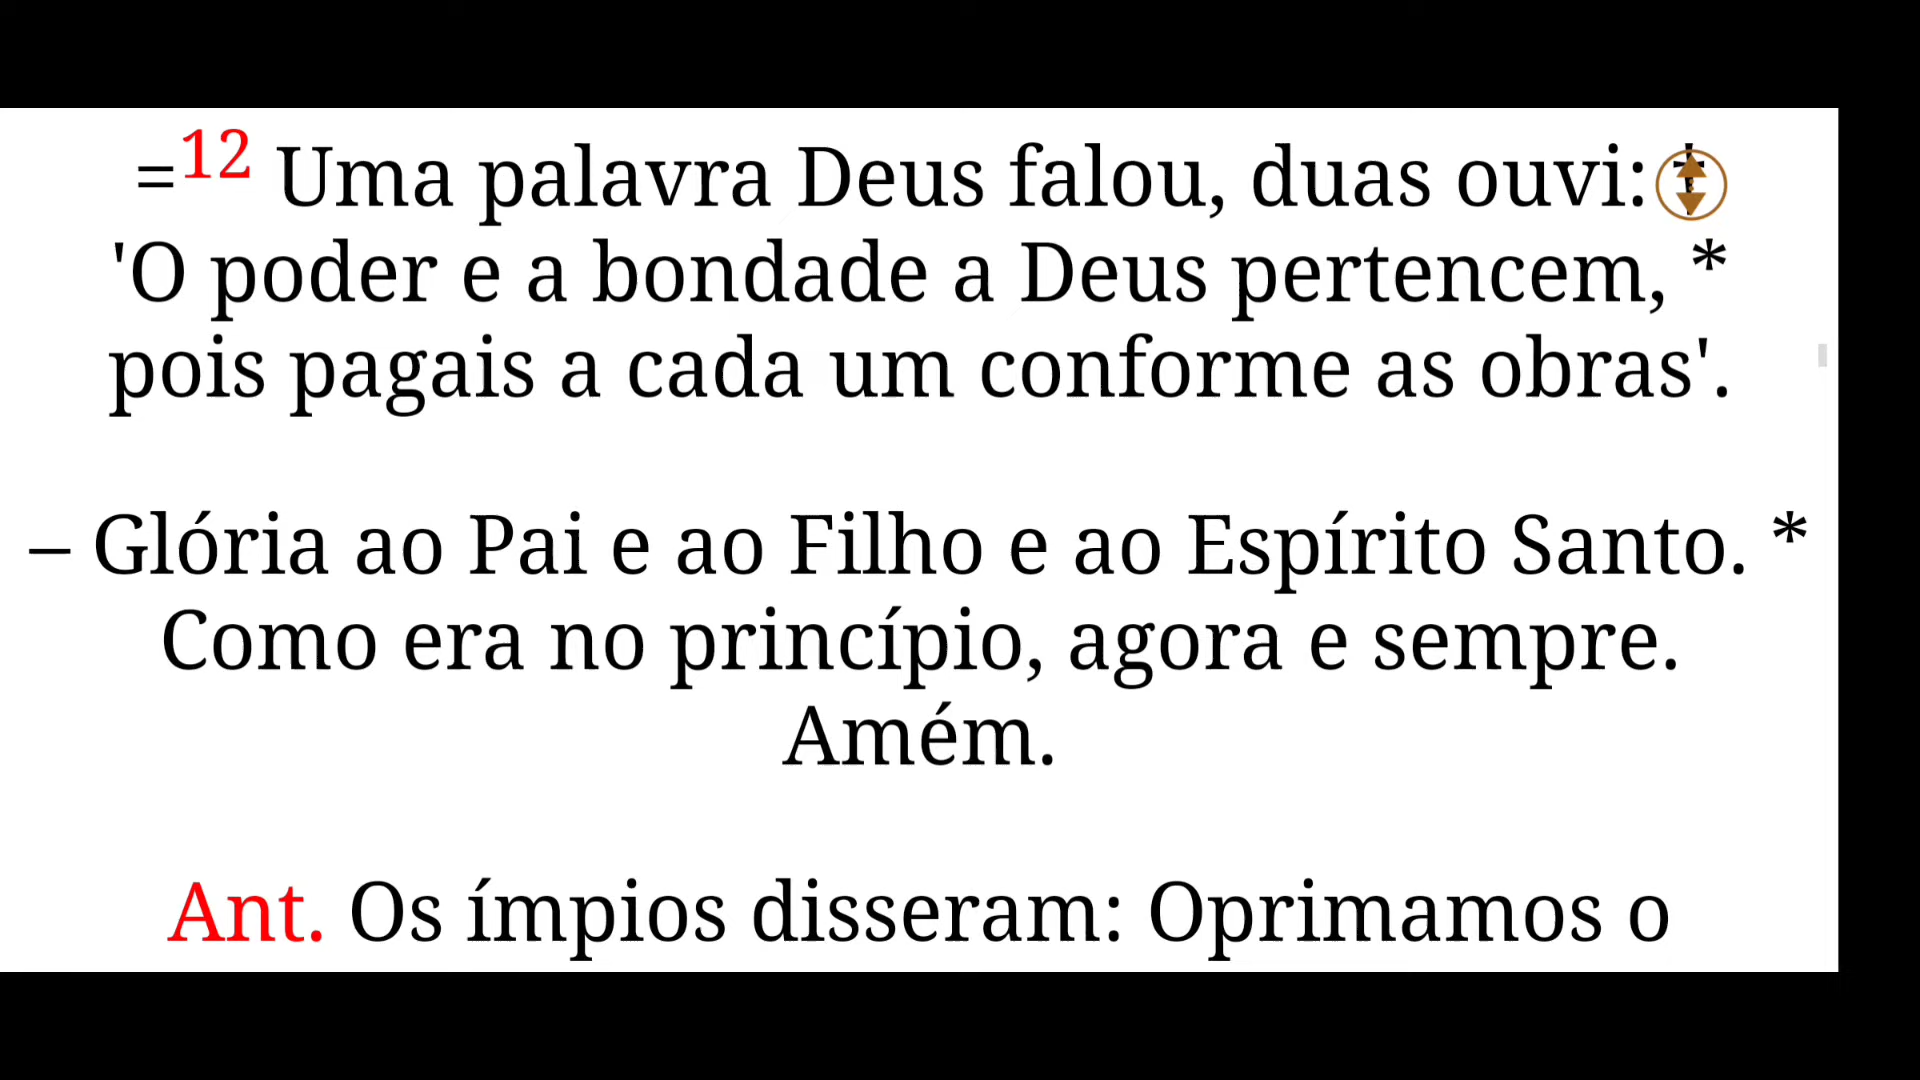 =12 Uma palavra Deus falou, duas ouvi: †
'O poder e a bondade a Deus pertencem, *
pois pagais a cada um conforme as obras'.
– Glória ao Pai e ao Filho e ao Espírito Santo. *
Como era no princípio, agora e sempre.
Amém.
Ant. Os ímpios disseram: Oprimamos o